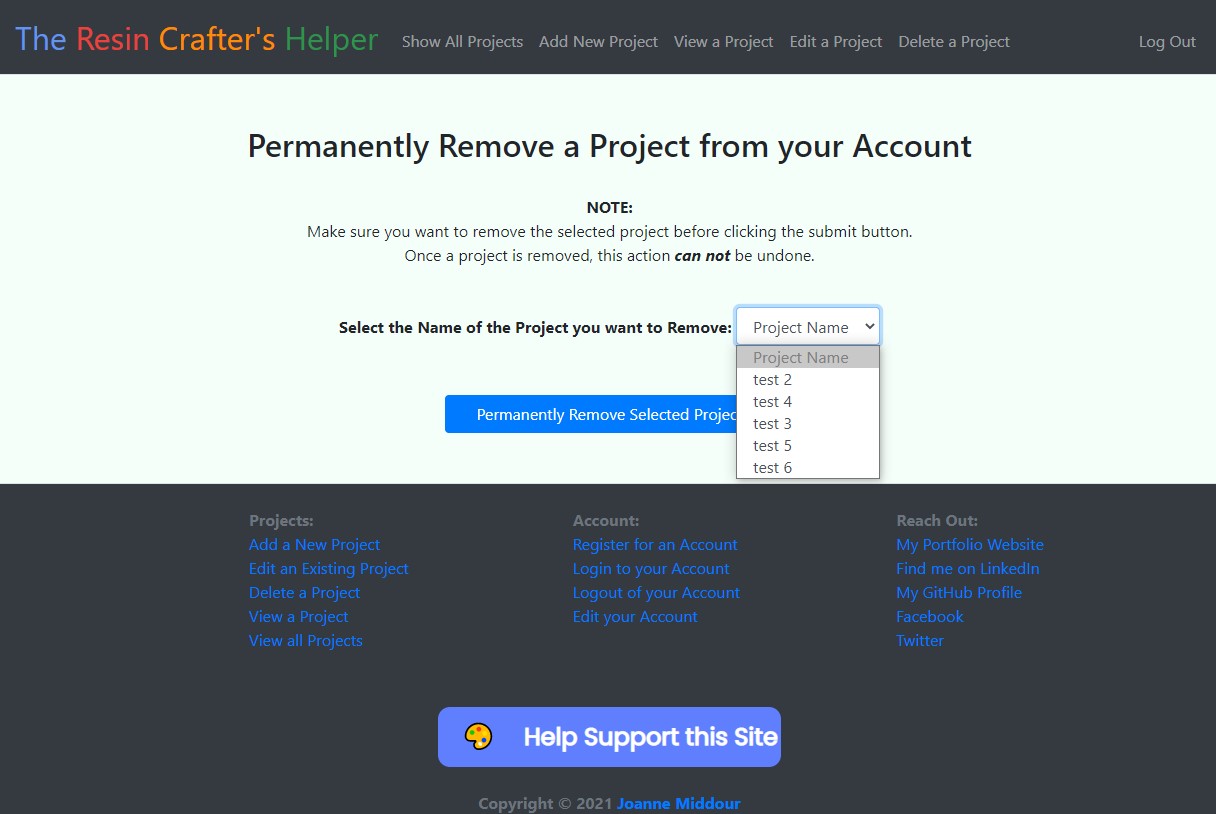 The Resin Crafter's Helper Show All Projects Add New Project View a Project Edit a Project Delete a Project Log Out
Permanently Remove a Project from your Account
NOTE:
Make sure you want to remove the selected project before clicking the submit button.
Once a project is removed, this action can not be undone.
Select the Name of the Project you want to Remove: Project Name
Project Name
test 2
test 4
test 3
test 5
test 6
Permanently Remove Selected Projec
Projects:
Add a New Project
Edit an Existing Project
Delete a Project
View a Project
View all Projects
Account:
Register for an Account
Login to your Account
Logout of your Account
Edit your Account
Reach Out:
My Portfolio Website
Find me on LinkedIn
My GitHub Profile
Facebook
Twitter
Help Support this Site
Copyright © 2021 Joanne Middour